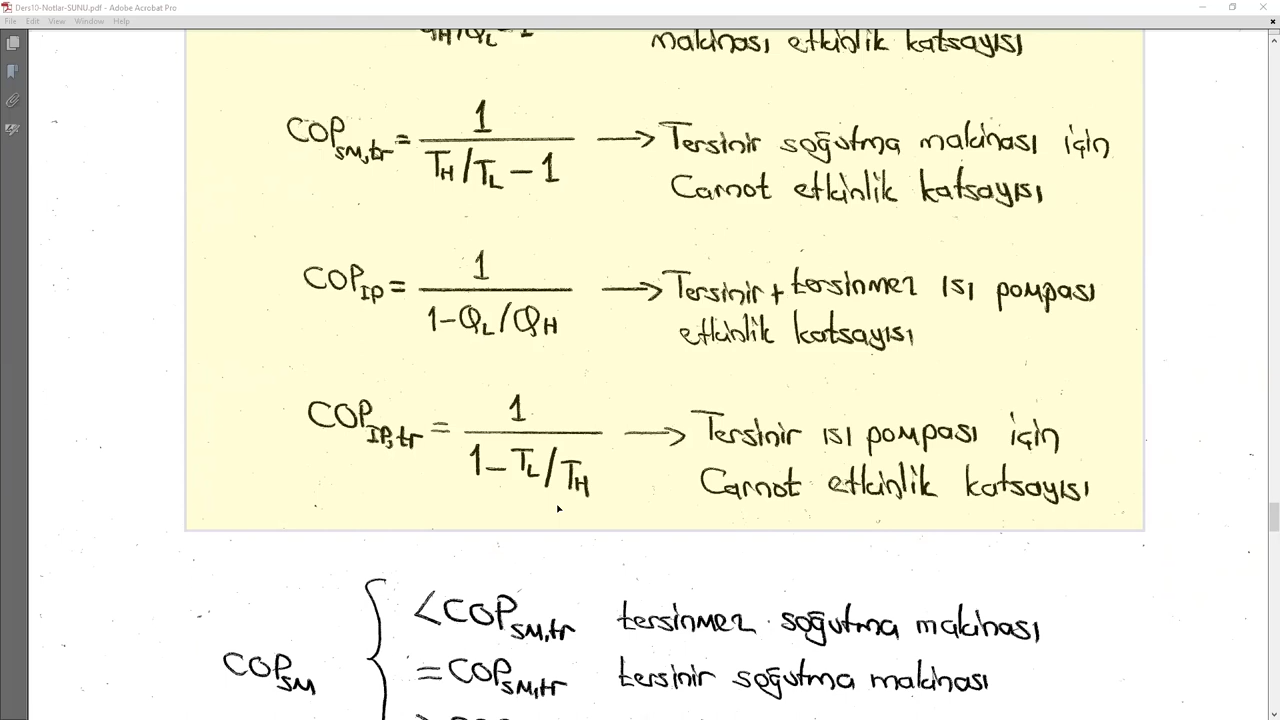 Ders10-Notlar-SUNU.pdf - Adobe Acrobat Pro
File Edit View Window Help
makinası etkinlik katsayısı
COP_SM,tr = 1 / (T_H/T_L - 1) → Tersinir soğutma makinası için
Carnot etkinlik katsayısı
COP_IP = 1 / (1-Q_L/Q_H) → Tersinir + tersinmez ısı pompası
etkinlik katsayısı
COP_IP,tr = 1 / (1-T_L/T_H) → Tersinir ısı pompası için
Carnot etkinlik katsayısı
<COP_SM,tr tersinmez soğutma makinası
COP_SM { =COP_SM,tr tersinir soğutma makinası